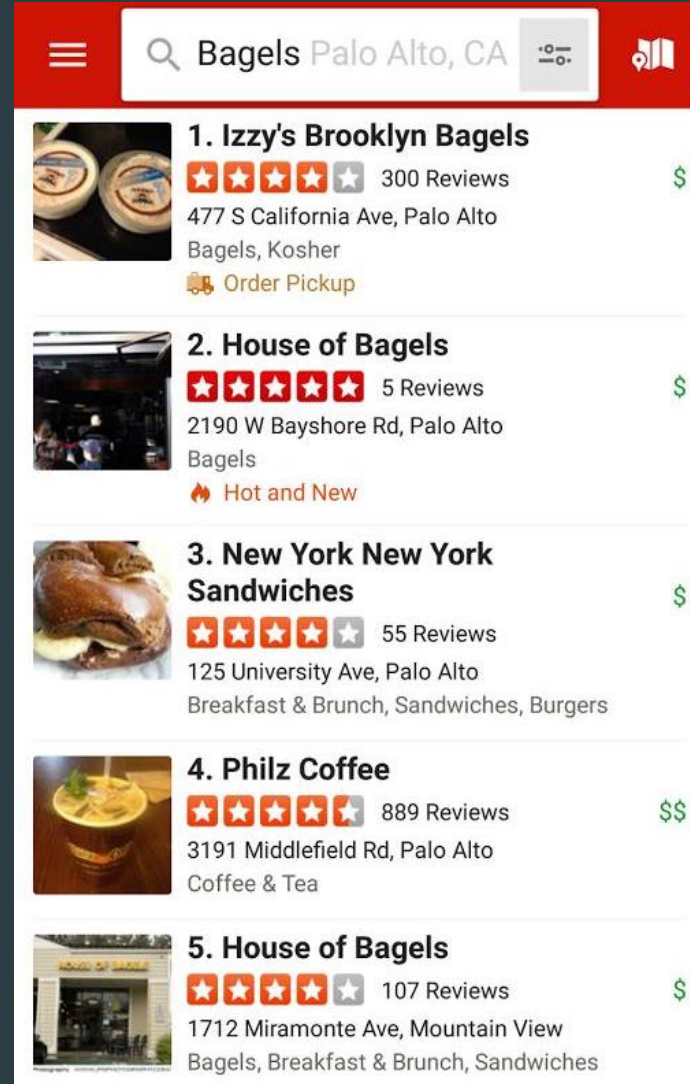 Bagels Palo Alto, CA
1. Izzy's Brooklyn Bagels
300 Reviews
$
477 S California Ave, Palo Alto
Bagels, Kosher
Order Pickup
2. House of Bagels
5 Reviews
$
2190 W Bayshore Rd, Palo Alto
Bagels
Hot and New
3. New York New York
Sandwiches
$
55 Reviews
125 University Ave, Palo Alto
Breakfast & Brunch, Sandwiches, Burgers
4. Philz Coffee
889 Reviews
$$
3191 Middlefield Rd, Palo Alto
Coffee & Tea
HOUSE OF BAGELS
5. House of Bagels
107 Reviews
$
1712 Miramonte Ave, Mountain View
Bagels, Breakfast & Brunch, Sandwiches